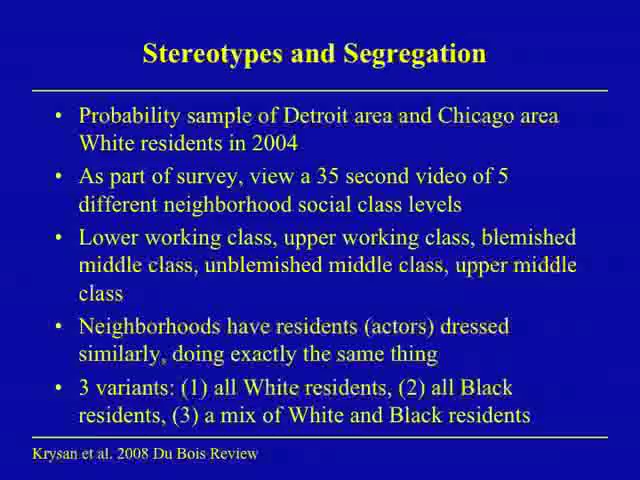 Stereotypes and Segregation
• Probability sample of Detroit area and Chicago area
White residents in 2004
• As part of survey, view a 35 second video of 5
different neighborhood social class levels
• Lower working class, upper working class, blemished
middle class, unblemished middle class, upper middle
class
• Neighborhoods have residents (actors) dressed
similarly, doing exactly the same thing
• 3 variants: (1) all White residents, (2) all Black
residents, (3) a mix of White and Black residents
Krysan et al. 2008 Du Bois Review